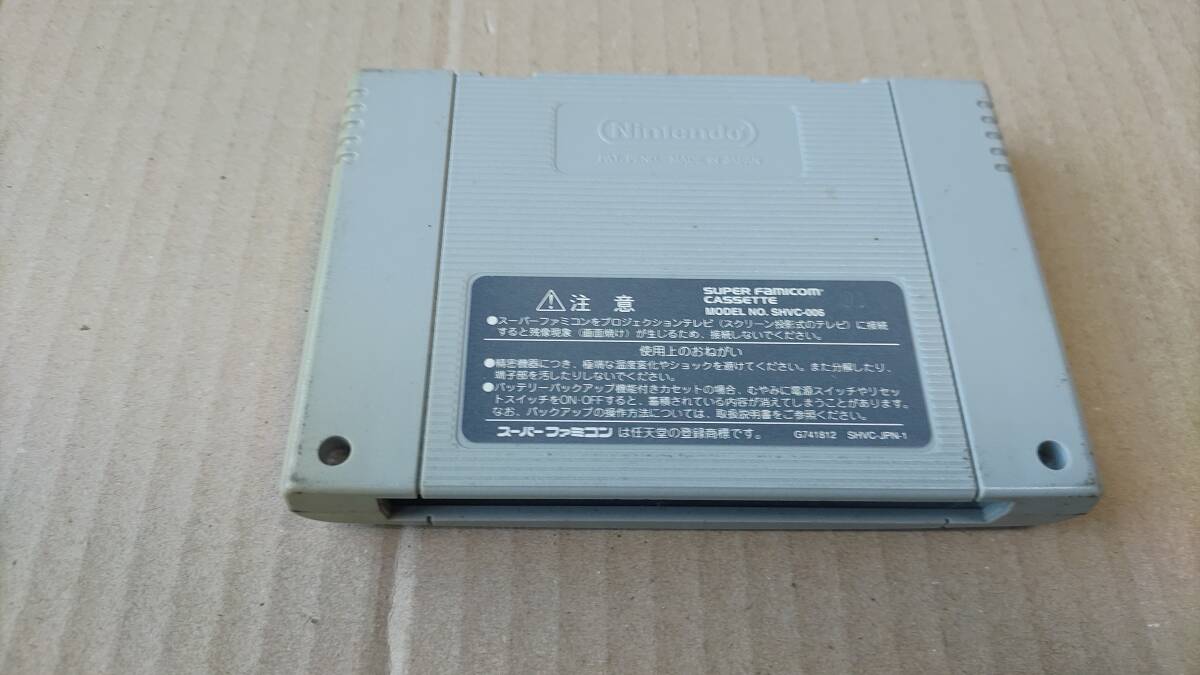 Nintendo
MADE IN JAPAN
注意
SUPER FAMICOM
CASSETTE
MODEL NO. SHVC-006
●スーパーファミコンをプロジェクションテレビ（スクリーン投影式のテレビ）に接続
すると残像現象（画面焼け）が生じるため、接続しないでください。
使用上のおねがい
●精密機器につき、極端な温度変化やショックを避けてください。また分解したり、
端子部を汚したりしないでください。
●バッテリーバックアップ機能付きカセットの場合、むやみに電源スイッチやリセッ
トスイッチをON-OFFすると、蓄積されている内容が消えてしまうことがあります。
なお、バックアップの操作方法については、取扱説明書をご参照ください。
スーパーファミコンは任天堂の登録商標です。 G741812 SHVC-JPN-1